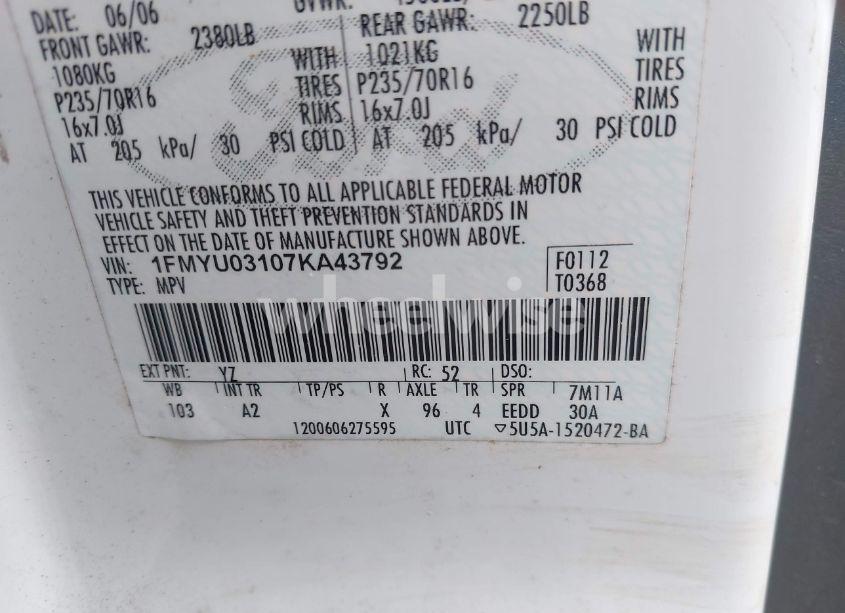 DATE: 06/06 GVWR:
FRONT GAWR: 2380LB REAR GAWR: 2250LB
1080KG WITH 1021KG WITH
P235/70R16 TIRES P235/70R16 TIRES
16x7.0J RIMS 16x7.0J RIMS
AT 205 kPa/ 30 PSI COLD AT 205 kPa/ 30 PSI COLD
Ford
THIS VEHICLE CONFORMS TO ALL APPLICABLE FEDERAL MOTOR
VEHICLE SAFETY AND THEFT PREVENTION STANDARDS IN
EFFECT ON THE DATE OF MANUFACTURE SHOWN ABOVE.
VIN: 1FMYU03107KA43792 F0112
TYPE: MPV T0368
wheelwise
EXT PNT: YZ RC: 52 DSO:
WB INT TR TP/PS R AXLE TR SPR 7M11A
103 A2 X 96 4 EEDD 30A
1200606275595 UTC ▽5U5A-1520472-BA